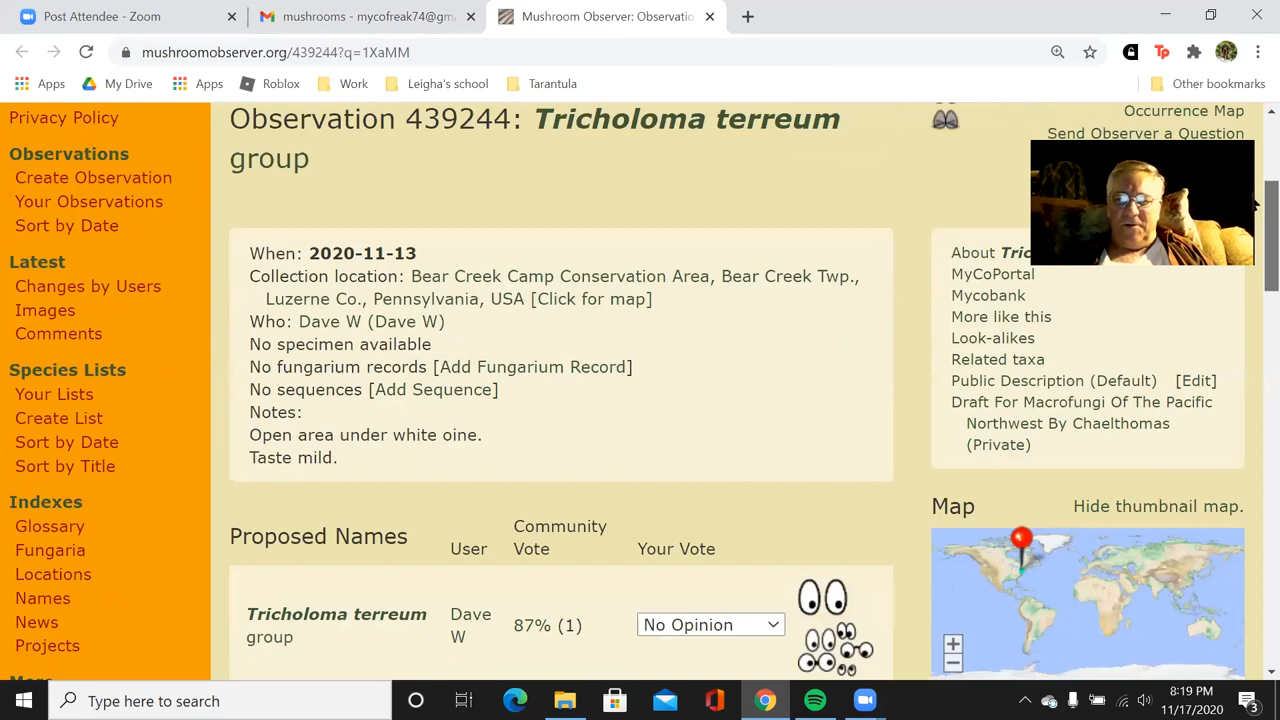 Post Attendee - Zoom
mushrooms - mycofreak74@gm
Mushroom Observer: Observatio
mushroomobserver.org/439244?q=1XaMM
Apps
My Drive
Apps
Roblox
Work
Leigha's school
Tarantula
Other bookmarks
Privacy Policy
Observations
Create Observation
Your Observations
Sort by Date
Latest
Changes by Users
Images
Comments
Species Lists
Your Lists
Create List
Sort by Date
Sort by Title
Indexes
Glossary
Fungaria
Locations
Names
News
Projects
Observation 439244: Tricholoma terreum
group
Occurrence Map
Send Observer a Question
When: 2020-11-13
Collection location: Bear Creek Camp Conservation Area, Bear Creek Twp.,
Luzerne Co., Pennsylvania, USA [Click for map]
Who: Dave W (Dave W)
No specimen available
No fungarium records [Add Fungarium Record]
No sequences [Add Sequence]
Notes:
Open area under white oine.
Taste mild.
About Tric
MyCoPortal
Mycobank
More like this
Look-alikes
Related taxa
Public Description (Default) [Edit]
Draft For Macrofungi Of The Pacific
Northwest By Chaelthomas
(Private)
Map
Hide thumbnail map.
Proposed Names
User
Community
Vote
Your Vote
Tricholoma terreum
group
Dave
W
87% (1)
No Opinion
Type here to search
8:19 PM
11/17/2020
3